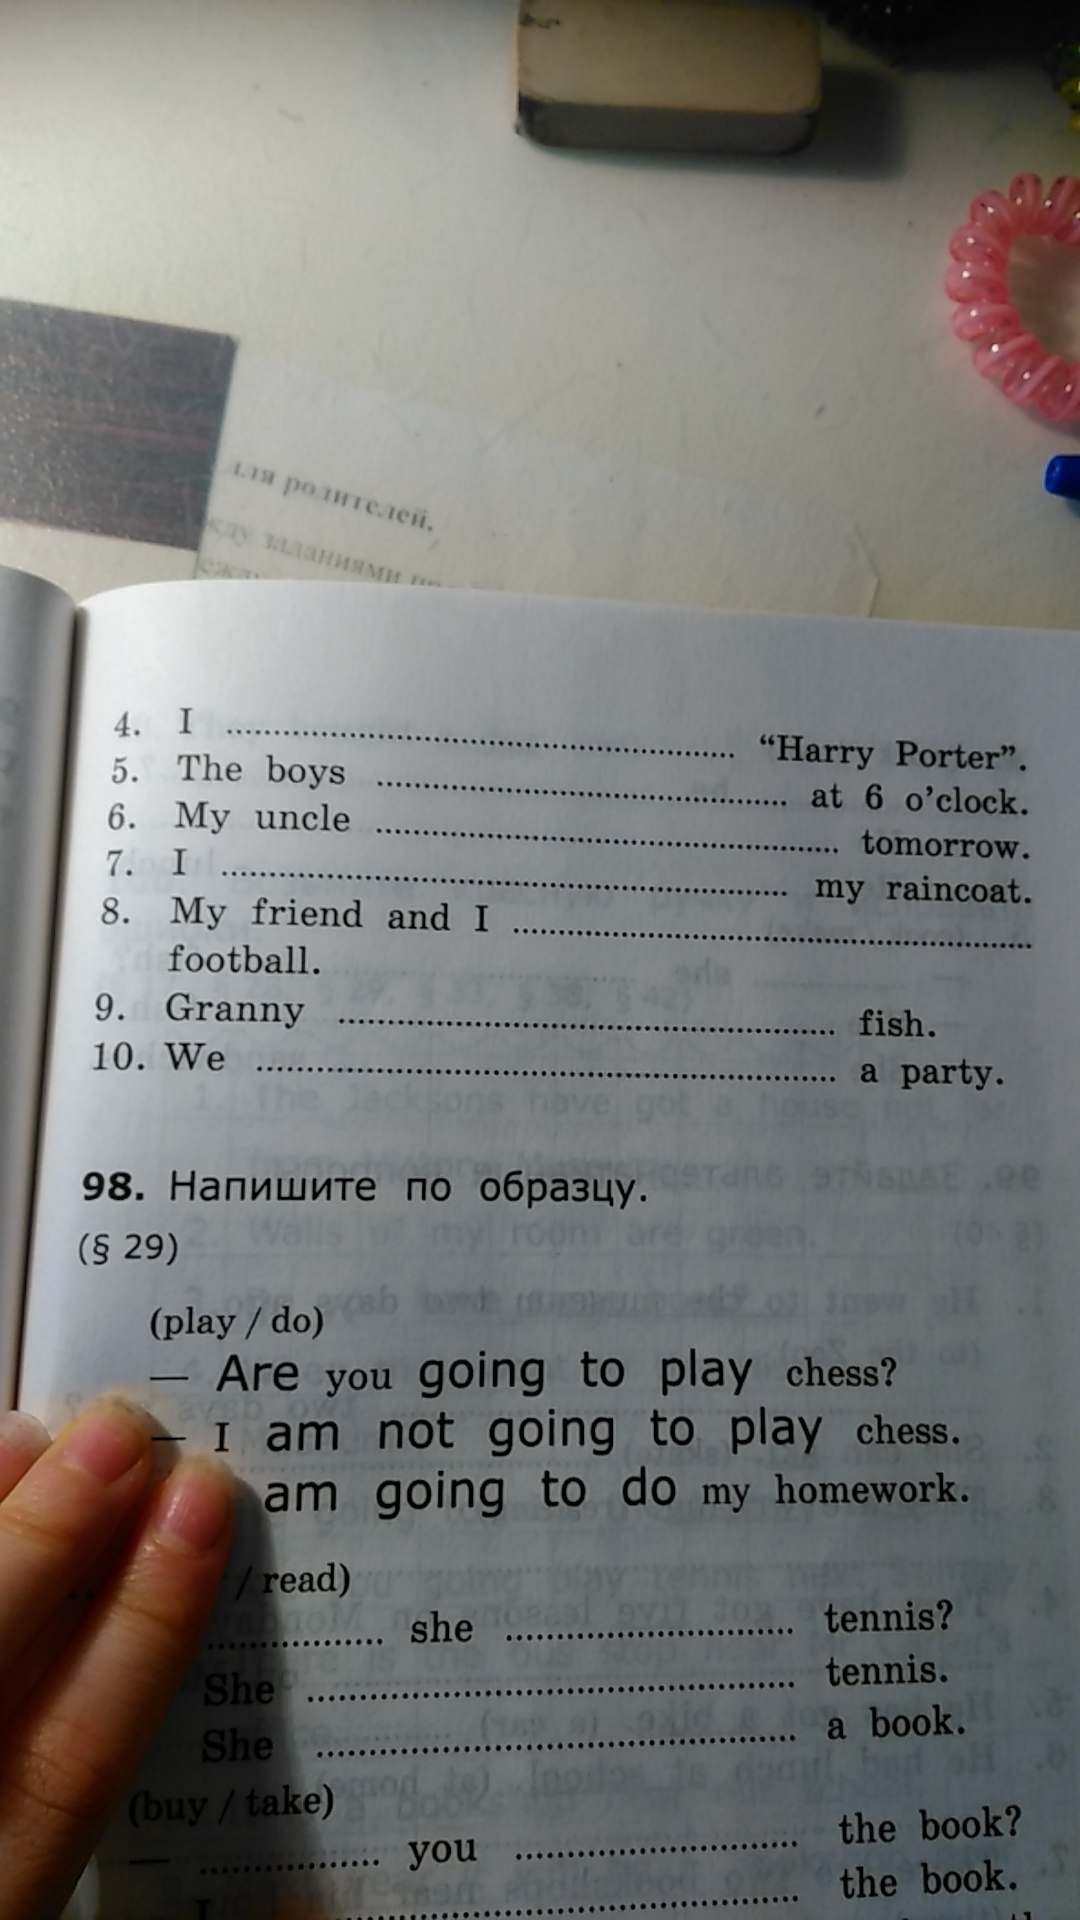 для родителей.
жду заданиями
4. I .......... "Harry Porter".
5. The boys .......... at 6 o'clock.
6. My uncle .......... tomorrow.
7. I .......... my raincoat.
8. My friend and I ..........
football.
9. Granny .......... fish.
10. We .......... a party.
98. Напишите по образцу.
(§ 29)
(play / do)
— Are you going to play chess?
— I am not going to play chess.
am going to do my homework.
/ read)
.......... she .......... tennis?
She .......... tennis.
She .......... a book.
(buy / take)
— .......... you .......... the book?
I .......... the book.